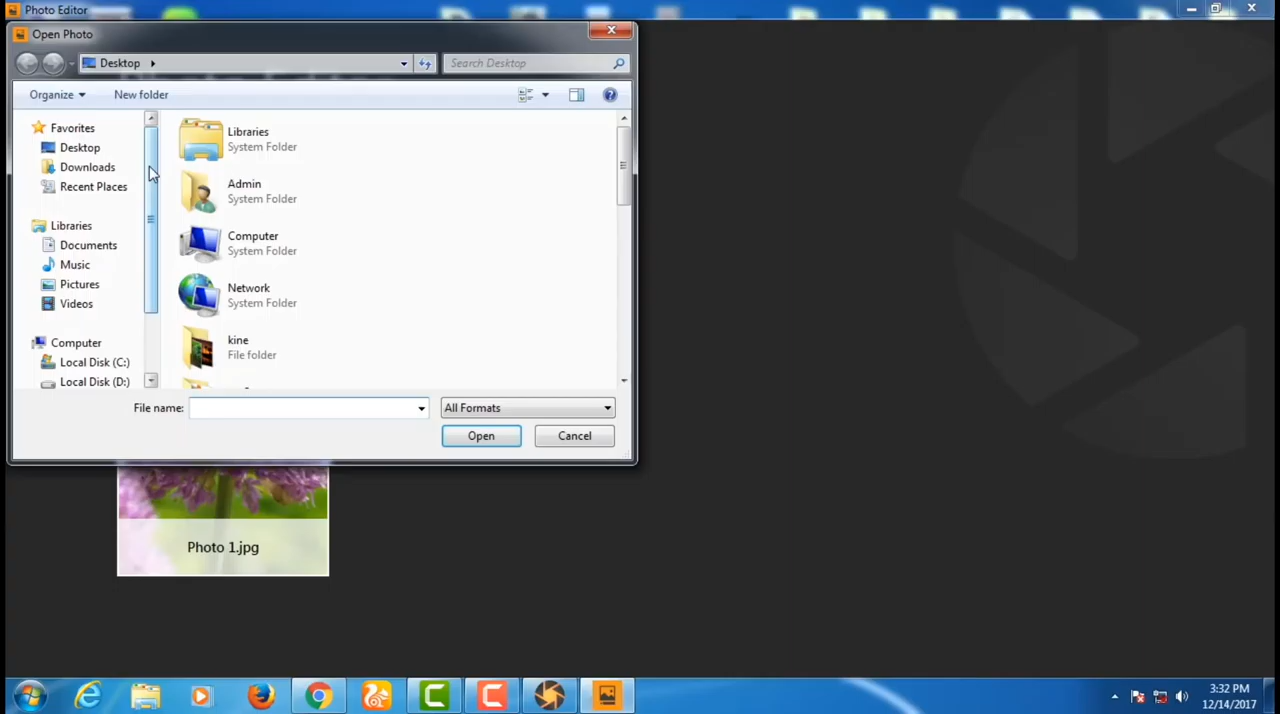 Photo Editor
Open Photo
Desktop
Search Desktop
Organize
New folder
Favorites
Desktop
Downloads
Recent Places
Libraries
Documents
Music
Pictures
Videos
Computer
Local Disk (C:)
Local Disk (D:)
Libraries
System Folder
Admin
System Folder
Computer
System Folder
Network
System Folder
kine
File folder
File name:
All Formats
Open
Cancel
Photo 1.jpg
3:32 PM
12/14/2017